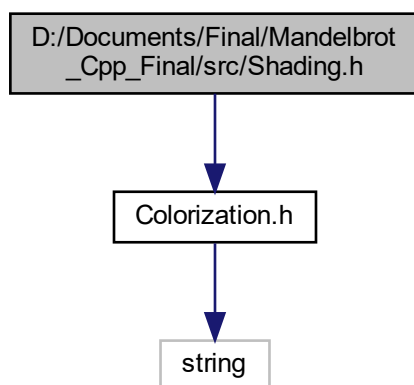 D:/Documents/Final/Mandelbrot
_Cpp_Final/src/Shading.h
Colorization.h
string